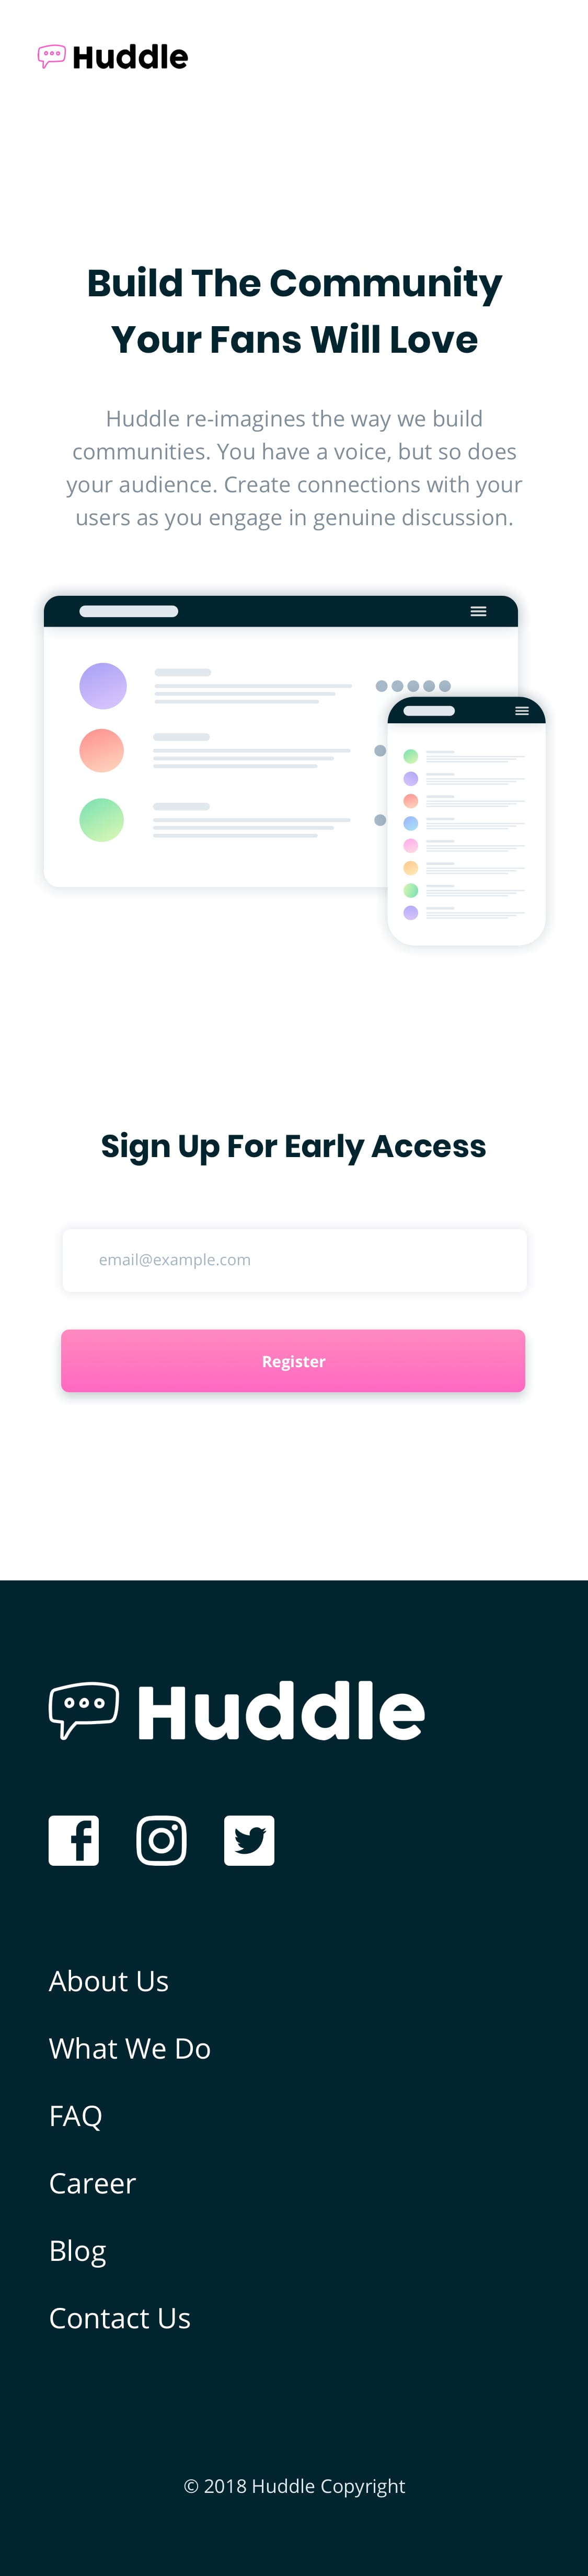 Huddle
Build The Community
Your Fans Will Love
Huddle re-imagines the way we build
communities. You have a voice, but so does
your audience. Create connections with your
users as you engage in genuine discussion.
Sign Up For Early Access
email@example.com
Register
Huddle
About Us
What We Do
FAQ
Career
Blog
Contact Us
© 2018 Huddle Copyright